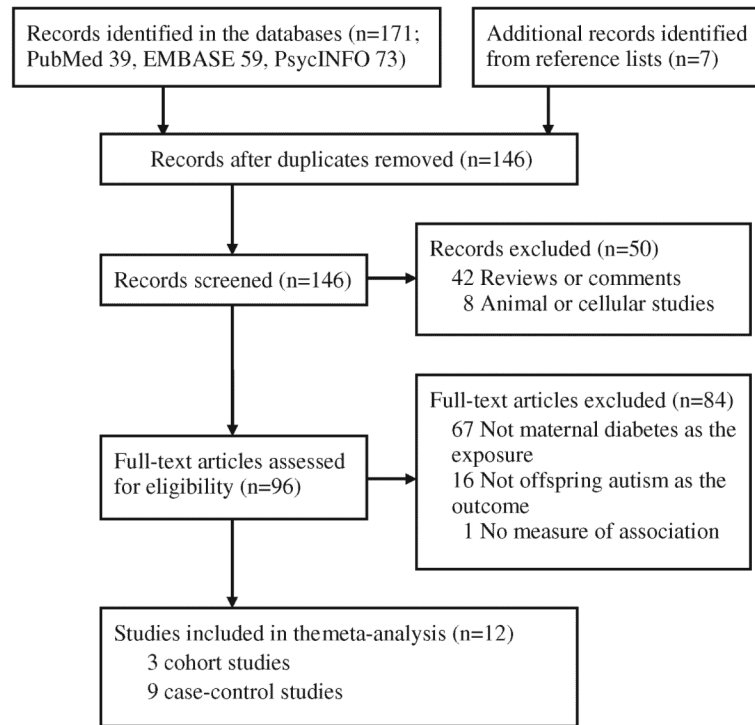 Records identified in the databases (n=171;
PubMed 39, EMBASE 59, PsycINFO 73)
Additional records identified
from reference lists (n=7)
Records after duplicates removed (n=146)
Records screened (n=146)
Records excluded (n=50)
42 Reviews or comments
8 Animal or cellular studies
Full-text articles assessed
for eligibility (n=96)
Full-text articles excluded (n=84)
67 Not maternal diabetes as the
exposure
16 Not offspring autism as the
outcome
1 No measure of association
Studies included in themeta-analysis (n=12)
3 cohort studies
9 case-control studies